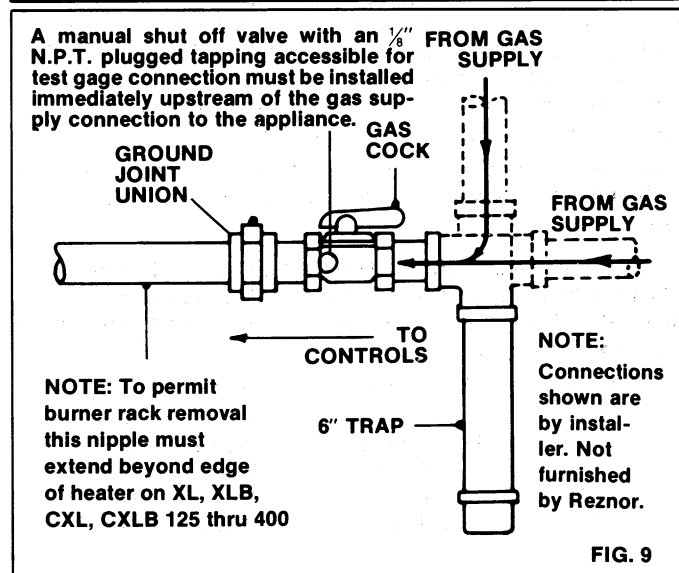 A manual shut off valve with an 1/8"
N.P.T. plugged tapping accessible for
test gage connection must be installed
immediately upstream of the gas sup-
ply connection to the appliance.
FROM GAS
SUPPLY
GAS
COCK
GROUND
JOINT
UNION
FROM GAS
SUPPLY
TO
CONTROLS
NOTE: To permit
burner rack removal
this nipple must
extend beyond edge
of heater on XL, XLB,
CXL, CXLB 125 thru 400
6" TRAP
NOTE:
Connections
shown are
by instal-
ler. Not
furnished
by Reznor.
FIG. 9